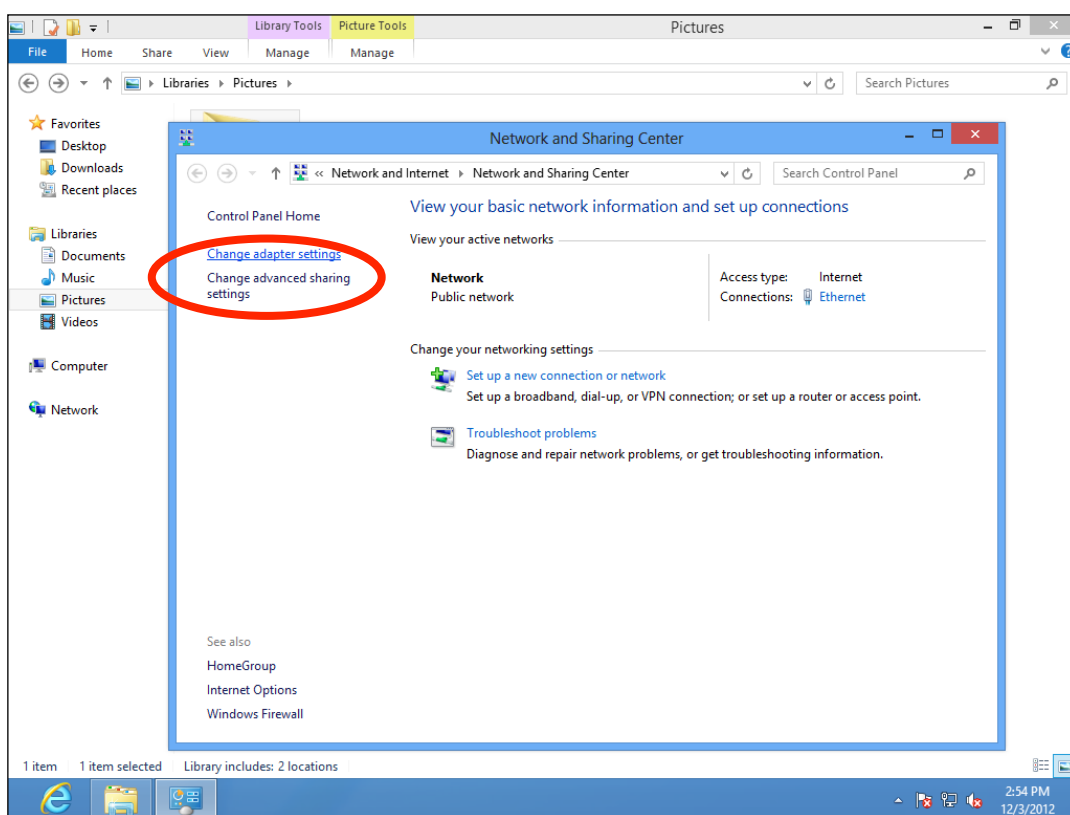 Library Tools
Picture Tools
Pictures
File
Home
Share
View
Manage
Manage
Libraries
Pictures
Search Pictures
Favorites
Desktop
Downloads
Recent places
Libraries
Documents
Music
Pictures
Videos
Computer
Network
Network and Sharing Center
« Network and Internet
Network and Sharing Center
Search Control Panel
Control Panel Home
Change adapter settings
Change advanced sharing
settings
View your basic network information and set up connections
View your active networks
Network
Public network
Access type: Internet
Connections: Ethernet
Change your networking settings
Set up a new connection or network
Set up a broadband, dial-up, or VPN connection; or set up a router or access point.
Troubleshoot problems
Diagnose and repair network problems, or get troubleshooting information.
See also
HomeGroup
Internet Options
Windows Firewall
1 item
1 item selected
Library includes: 2 locations
2:54 PM
12/3/2012